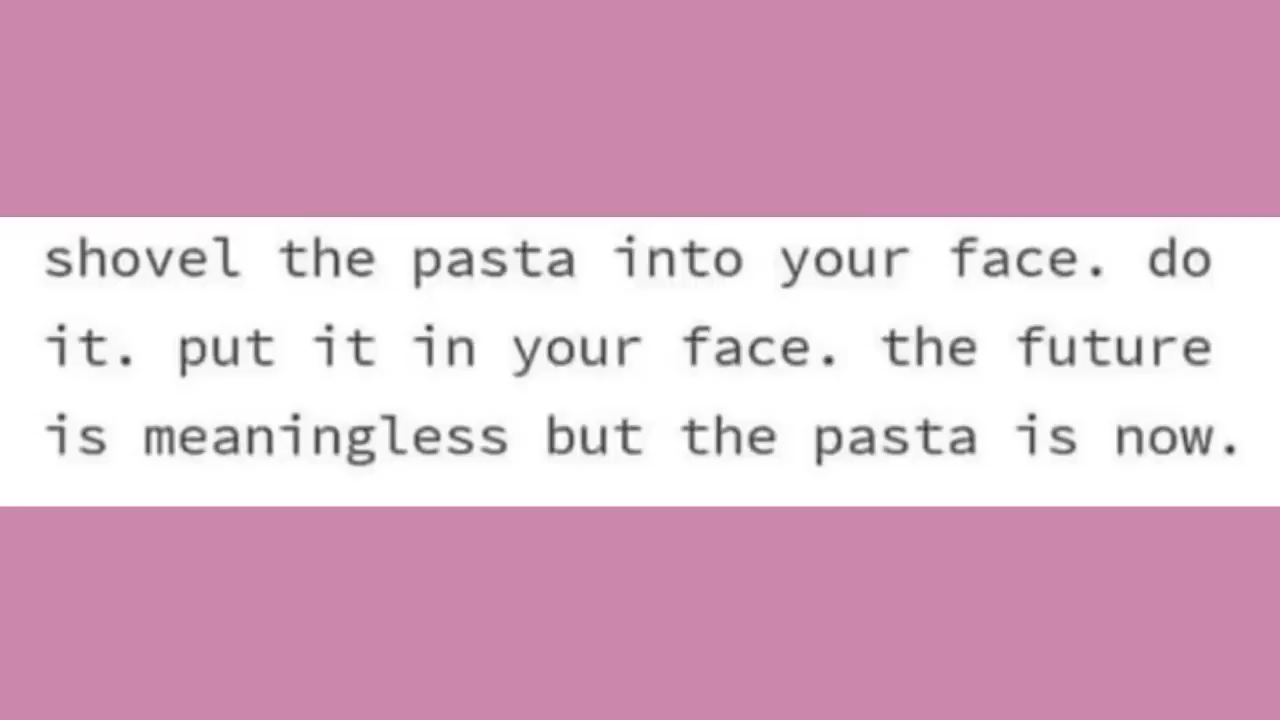 shovel the pasta into your face. do
it. put it in your face. the future
is meaningless but the pasta is now.